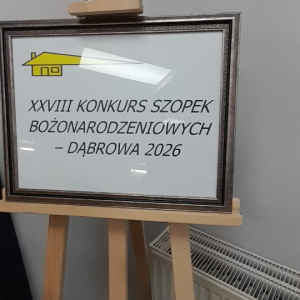 XXVIII KONKURS SZOPEK
BOŻONARODZENIOWYCH
– DĄBROWA 2026